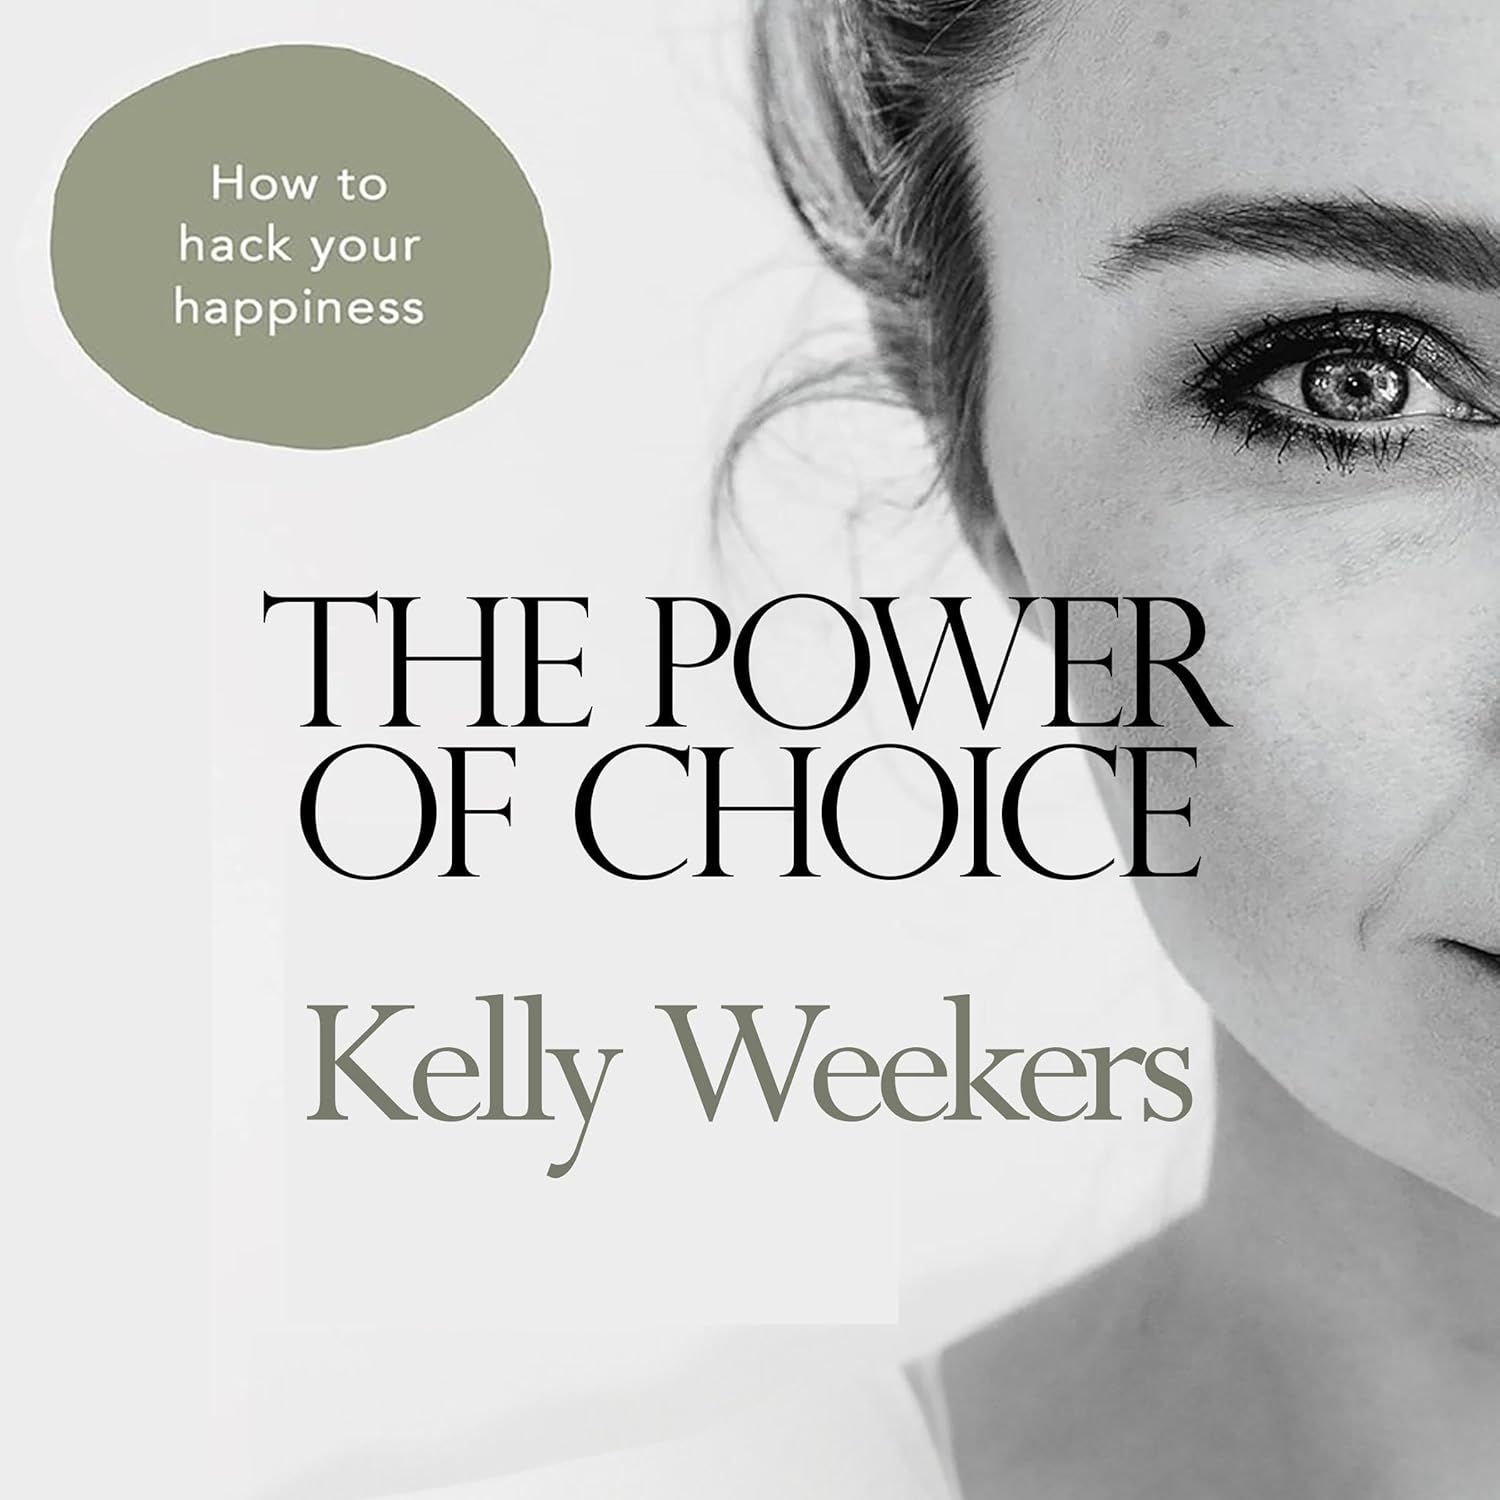 How to
hack your
happiness
THE POWER
OF CHOICE
Kelly Weekers